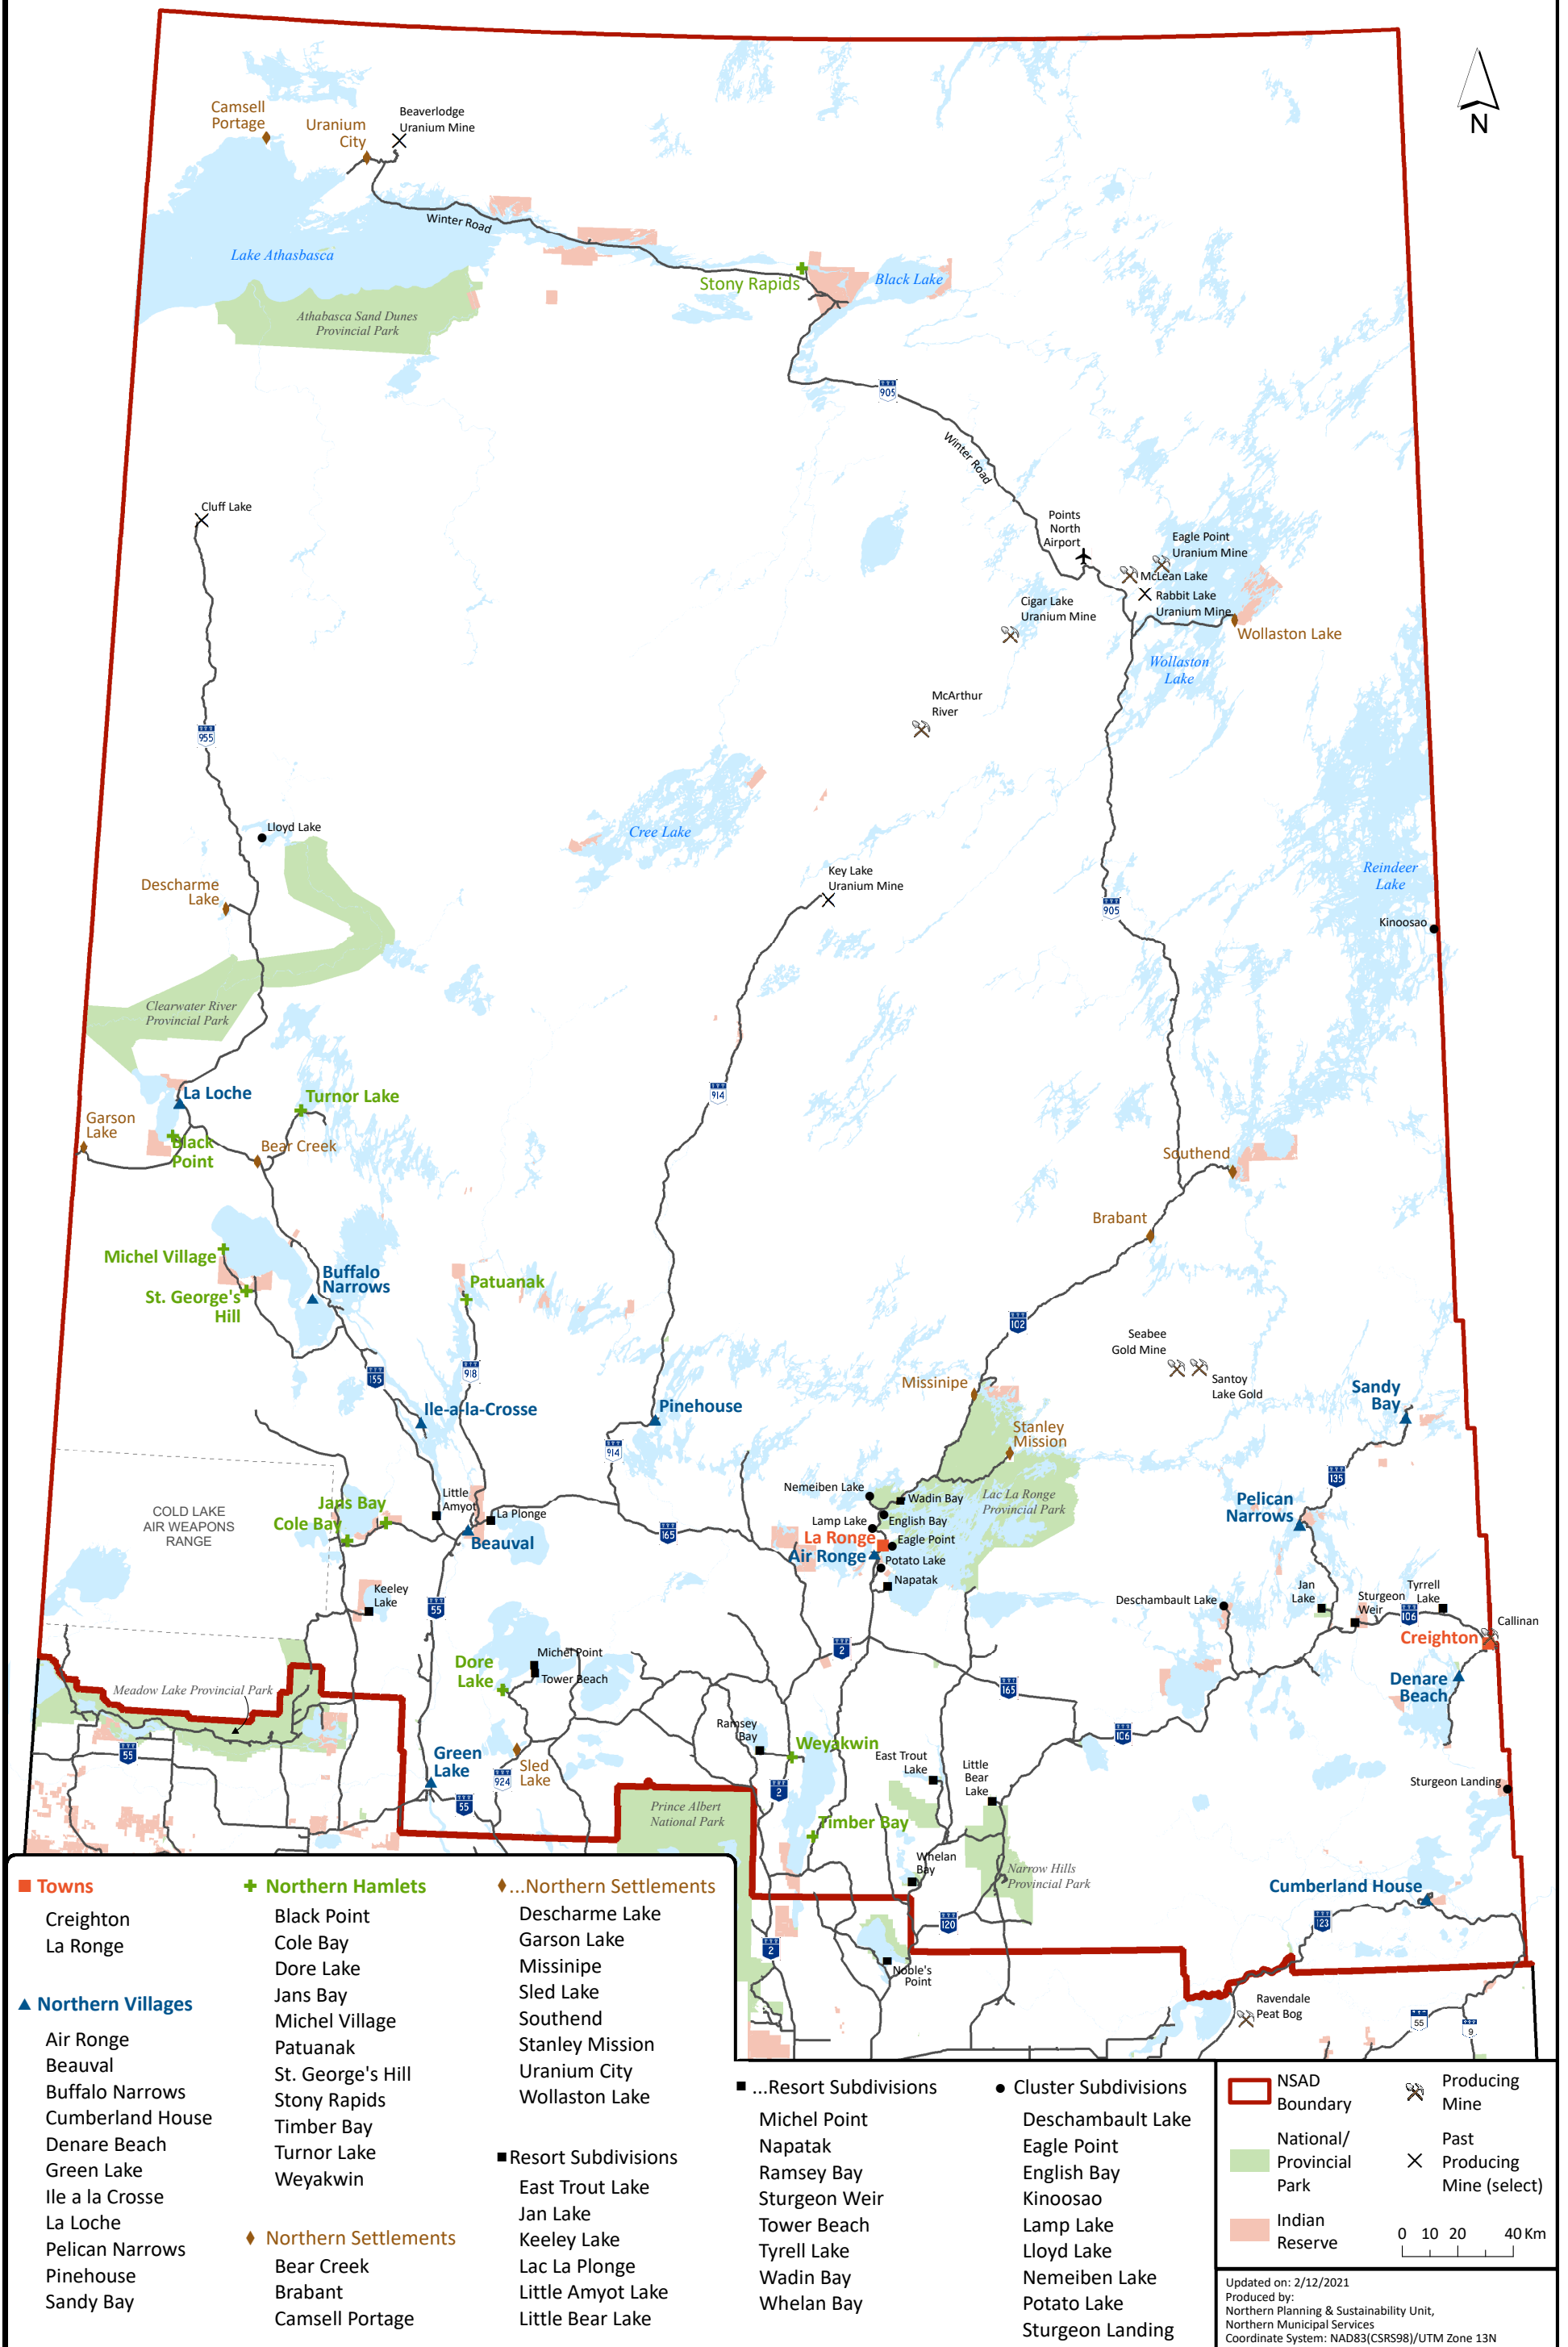 N
Camsell
Portage
Uranium
City
Beaverlodge
Uranium Mine
Winter Road
Lake Athasbasca
Stony Rapids
Black Lake
Athabasca Sand Dunes
Provincial Park
905
Winter Road
Cluff Lake
Points
North
Airport
Eagle Point
Uranium Mine
McLean Lake
Rabbit Lake
Uranium Mine
Cigar Lake
Uranium Mine
Wollaston Lake
Wollaston
Lake
McArthur
River
955
Lloyd Lake
Cree Lake
Descharme
Lake
Key Lake
Uranium Mine
Reindeer
Lake
905
Kinoosao
Clearwater River
Provincial Park
La Loche
Turnor Lake
914
Garson
Lake
Black
Point
Bear Creek
Southend
Brabant
Michel Village
Buffalo
Narrows
Patuanak
St. George's
Hill
102
Seabee
Gold Mine
Santoy
Lake Gold
155
918
Missinipe
Sandy
Bay
Ile-a-la-Crosse
Pinehouse
Stanley
Mission
914
135
COLD LAKE
AIR WEAPONS
RANGE
Jans Bay
Cole Bay
Little
Amyot
La Plonge
Beauval
165
Nemeiben Lake
Wadin Bay
Lac La Ronge
Provincial Park
Lamp Lake
English Bay
La Ronge
Eagle Point
Air Ronge
Potato Lake
Napatak
Pelican
Narrows
Keeley
Lake
55
Deschambault Lake
Jan
Lake
Sturgeon
Weir
Tyrrell
Lake
106
Callinan
Creighton
2
Michel Point
Tower Beach
Dore
Lake
165
Denare
Beach
Meadow Lake Provincial Park
55
Ramsey
Bay
Weyakwin
106
Green
Lake
924
Sled
Lake
55
2
East Trout
Lake
Little
Bear
Lake
Sturgeon Landing
Prince Albert
National Park
Timber Bay
Whelan
Bay
Narrow Hills
Provincial Park
Cumberland House
120
123
2
Noble's
Point
Ravendale
Peat Bog
55
9
Towns
Creighton
La Ronge
Northern Villages
Air Ronge
Beauval
Buffalo Narrows
Cumberland House
Denare Beach
Green Lake
Ile a la Crosse
La Loche
Pelican Narrows
Pinehouse
Sandy Bay
Northern Hamlets
Black Point
Cole Bay
Dore Lake
Jans Bay
Michel Village
Patuanak
St. George's Hill
Stony Rapids
Timber Bay
Turnor Lake
Weyakwin
Northern Settlements
Bear Creek
Brabant
Camsell Portage
...Northern Settlements
Descharme Lake
Garson Lake
Missinipe
Sled Lake
Southend
Stanley Mission
Uranium City
Wollaston Lake
Resort Subdivisions
East Trout Lake
Jan Lake
Keeley Lake
Lac La Plonge
Little Amyot Lake
Little Bear Lake
...Resort Subdivisions
Michel Point
Napatak
Ramsey Bay
Sturgeon Weir
Tower Beach
Tyrell Lake
Wadin Bay
Whelan Bay
Cluster Subdivisions
Deschambault Lake
Eagle Point
English Bay
Kinoosao
Lamp Lake
Lloyd Lake
Nemeiben Lake
Potato Lake
Sturgeon Landing
NSAD
Boundary
National/
Provincial
Park
Indian
Reserve
Producing
Mine
Past
Producing
Mine (select)
0 10 20 40 Km
Updated on: 2/12/2021
Produced by:
Northern Planning & Sustainability Unit,
Northern Municipal Services
Coordinate System: NAD83(CSRS98)/UTM Zone 13N